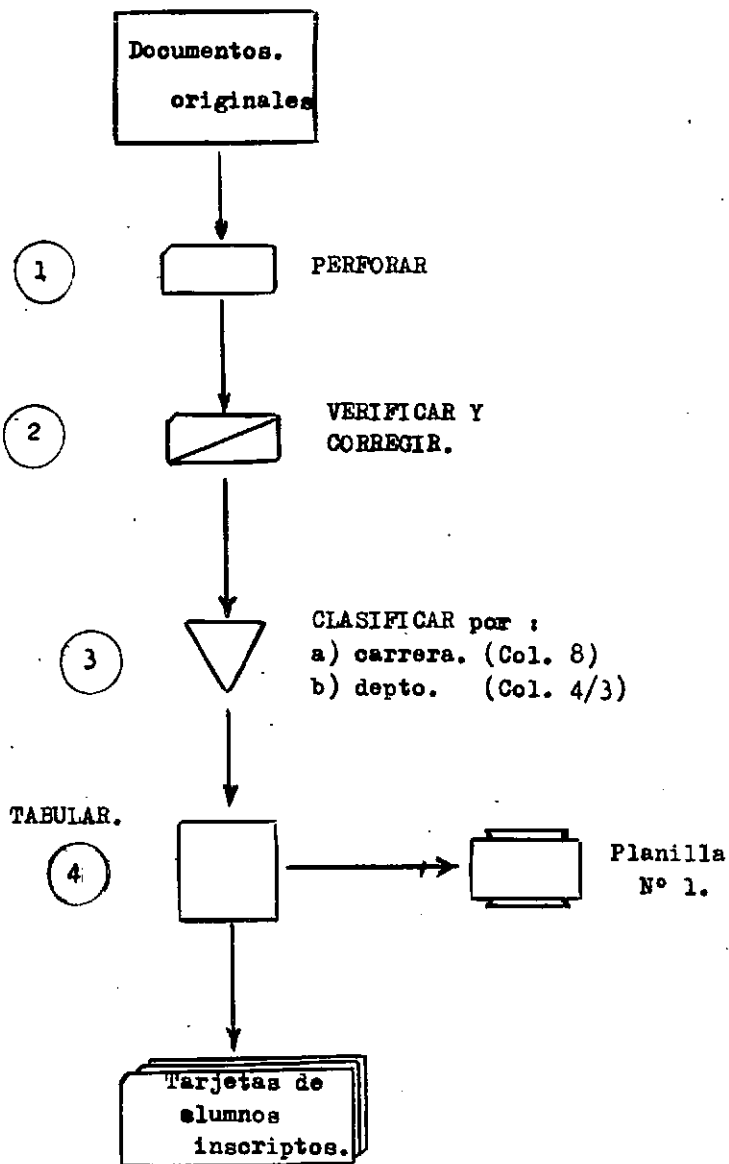 Documentos.
originales
1
PERFORAR
2
VERIFICAR Y
CORREGIR.
3
CLASIFICAR por :
a) carrera. (Col. 8)
b) depto. (Col. 4/3)
TABULAR.
4
Planilla
Nº 1.
Tarjetas de
alumnos
inscriptos.